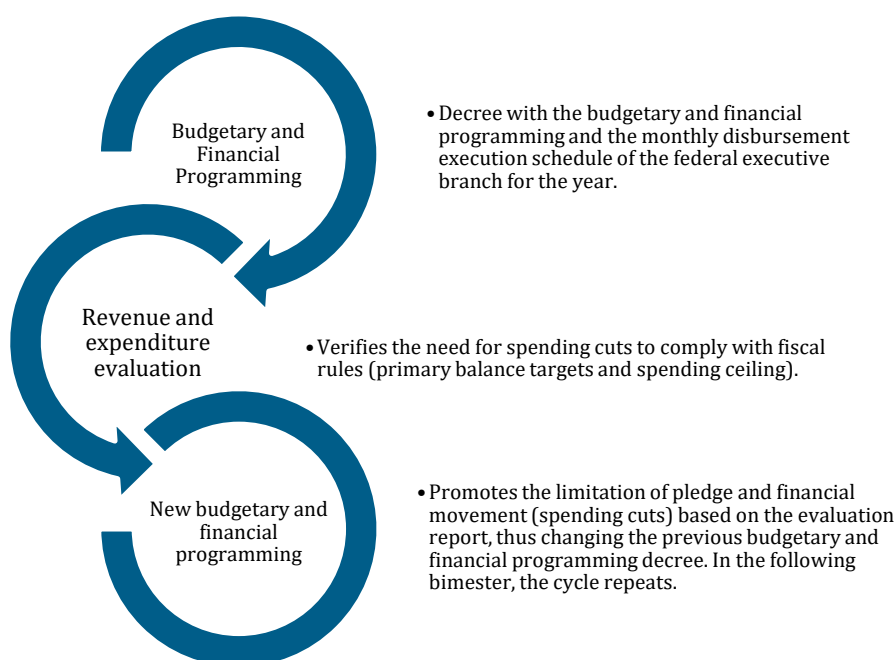 Budgetary and
Financial
Programming
• Decree with the budgetary and financial
programming and the monthly disbursement
execution schedule of the federal executive
branch for the year.
Revenue and
expenditure
evaluation
• Verifies the need for spending cuts to comply with fiscal
rules (primary balance targets and spending ceiling).
New budgetary and
financial
programming
• Promotes the limitation of pledge and financial
movement (spending cuts) based on the evaluation
report, thus changing the previous budgetary and
financial programming decree. In the following
bimester, the cycle repeats.